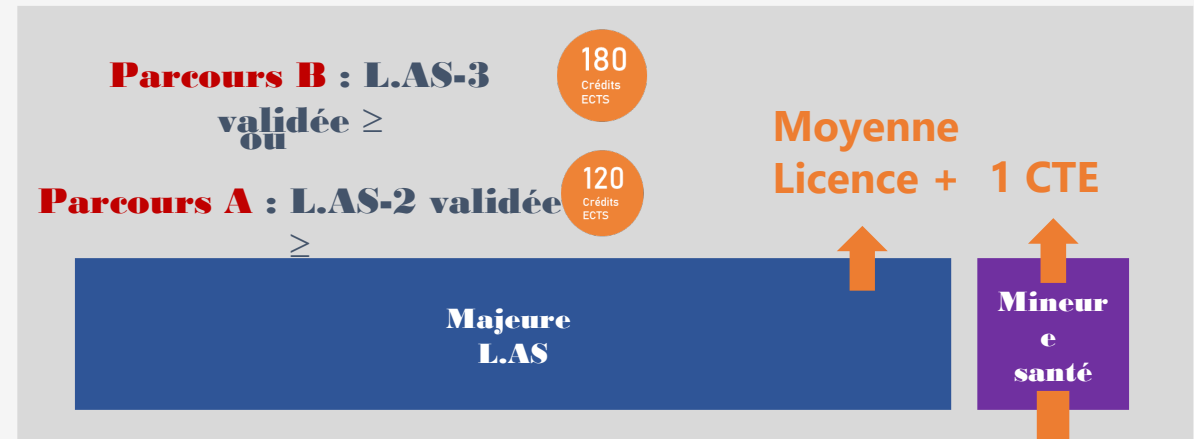 Parcours B : L.AS-3
validée ≥
ou
180
Crédits
ECTS
Parcours A : L.AS-2 validée
≥
120
Crédits
ECTS
Moyenne
Licence + 1 CTE
Majeure
L.AS
Mineur
e
santé